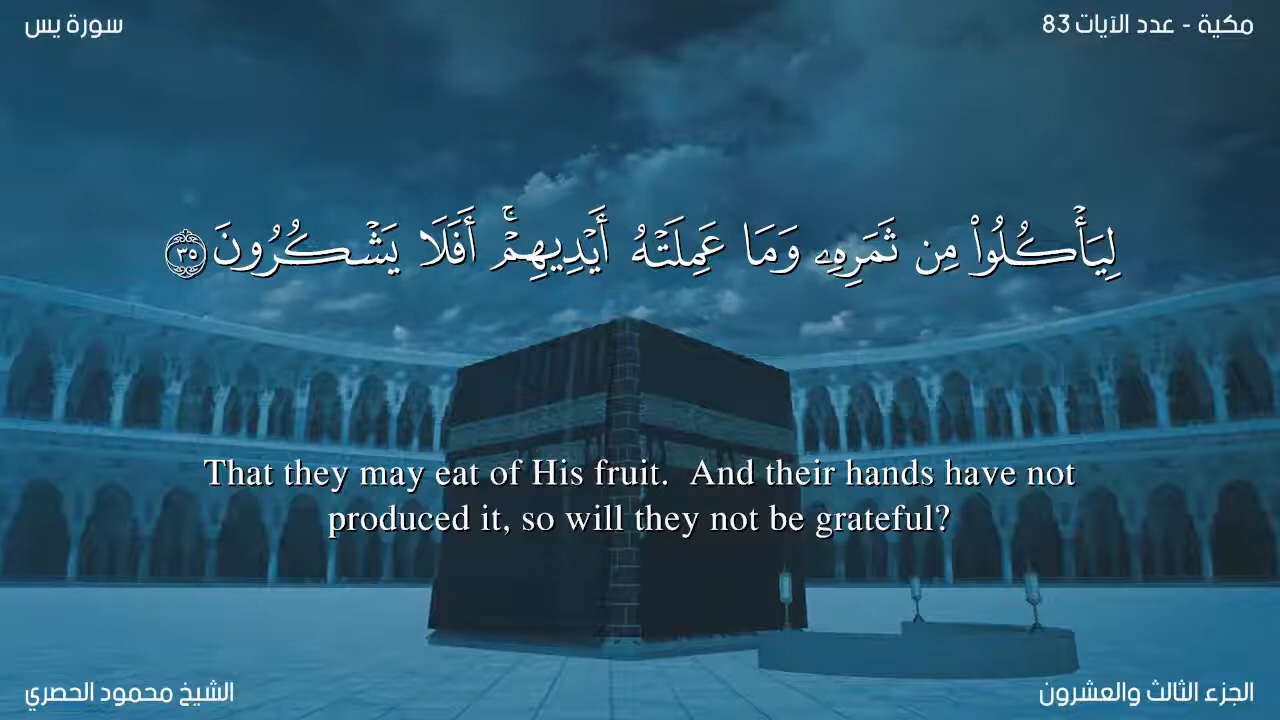 سورة يس
مكية - عدد الآيات 83
لِيَأْكُلُوا۟ مِن ثَمَرِهِۦ وَمَا عَمِلَتْهُ أَيْدِيهِمْ ۚ أَفَلَا يَشْكُرُونَ ٣٥
That they may eat of His fruit.  And their hands have not
produced it, so will they not be grateful?
الشيخ محمود الحصري
الجزء الثالث والعشرون